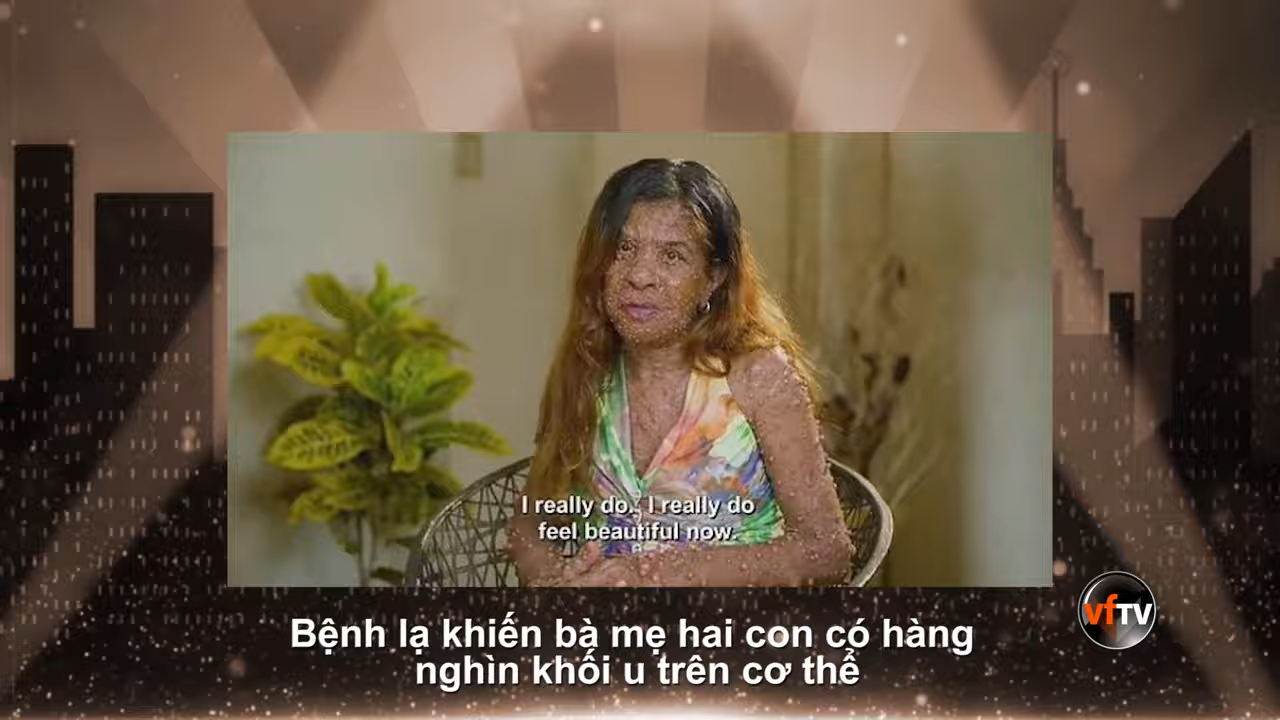 I really do. I really do
feel beautiful now.
vfTV
Bệnh lạ khiến bà mẹ hai con có hàng
nghìn khối u trên cơ thể